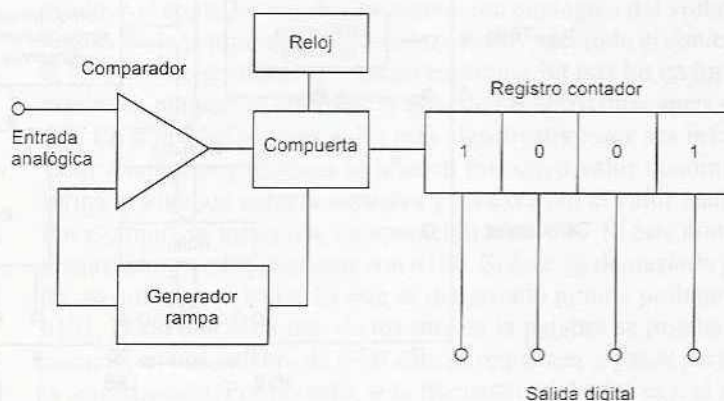 Reloj
Comparador
Registro contador
Entrada
analógica
Compuerta
1 0 0 1
Generador
rampa
Salida digital